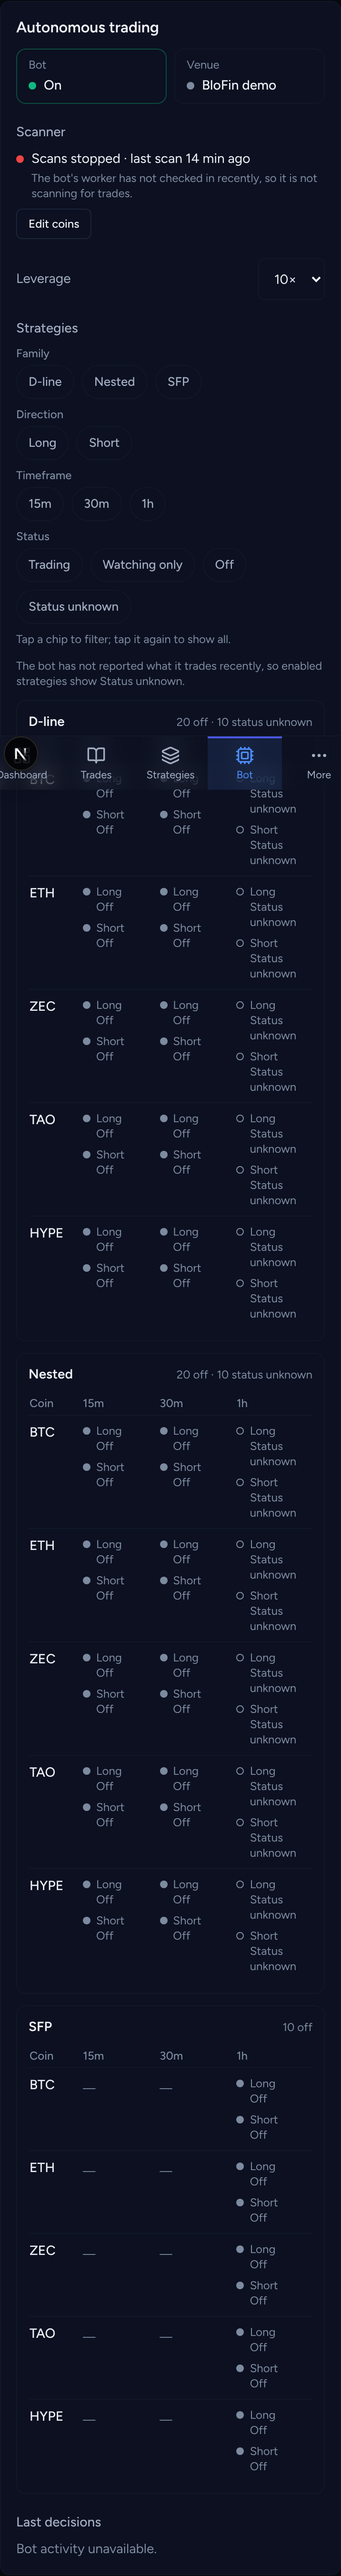 Autonomous trading
Bot
On
Venue
BloFin demo
Scanner
Scans stopped · last scan 14 min ago
The bot's worker has not checked in recently, so it is not
scanning for trades.
Edit coins
Leverage
10×
Strategies
Family
D-line
Nested
SFP
Direction
Long
Short
Timeframe
15m
30m
1h
Status
Trading
Watching only
Off
Status unknown
Tap a chip to filter; tap it again to show all.
The bot has not reported what it trades recently, so enabled
strategies show Status unknown.
D-line
20 off · 10 status unknown
N
Dashboard
Trades
Strategies
Bot
More
BTC
Off
Short
Off
Off
Short
Off
Long
Status
unknown
Short
Status
unknown
ETH
Long
Off
Short
Off
Long
Off
Short
Off
Long
Status
unknown
Short
Status
unknown
ZEC
Long
Off
Short
Off
Long
Off
Short
Off
Long
Status
unknown
Short
Status
unknown
TAO
Long
Off
Short
Off
Long
Off
Short
Off
Long
Status
unknown
Short
Status
unknown
HYPE
Long
Off
Short
Off
Long
Off
Short
Off
Long
Status
unknown
Short
Status
unknown
Nested
20 off · 10 status unknown
Coin
15m
30m
1h
BTC
Long
Off
Short
Off
Long
Off
Short
Off
Long
Status
unknown
Short
Status
unknown
ETH
Long
Off
Short
Off
Long
Off
Short
Off
Long
Status
unknown
Short
Status
unknown
ZEC
Long
Off
Short
Off
Long
Off
Short
Off
Long
Status
unknown
Short
Status
unknown
TAO
Long
Off
Short
Off
Long
Off
Short
Off
Long
Status
unknown
Short
Status
unknown
HYPE
Long
Off
Short
Off
Long
Off
Short
Off
Long
Status
unknown
Short
Status
unknown
SFP
10 off
Coin
15m
30m
1h
BTC
—
—
Long
Off
Short
Off
ETH
—
—
Long
Off
Short
Off
ZEC
—
—
Long
Off
Short
Off
TAO
—
—
Long
Off
Short
Off
HYPE
—
—
Long
Off
Short
Off
Last decisions
Bot activity unavailable.